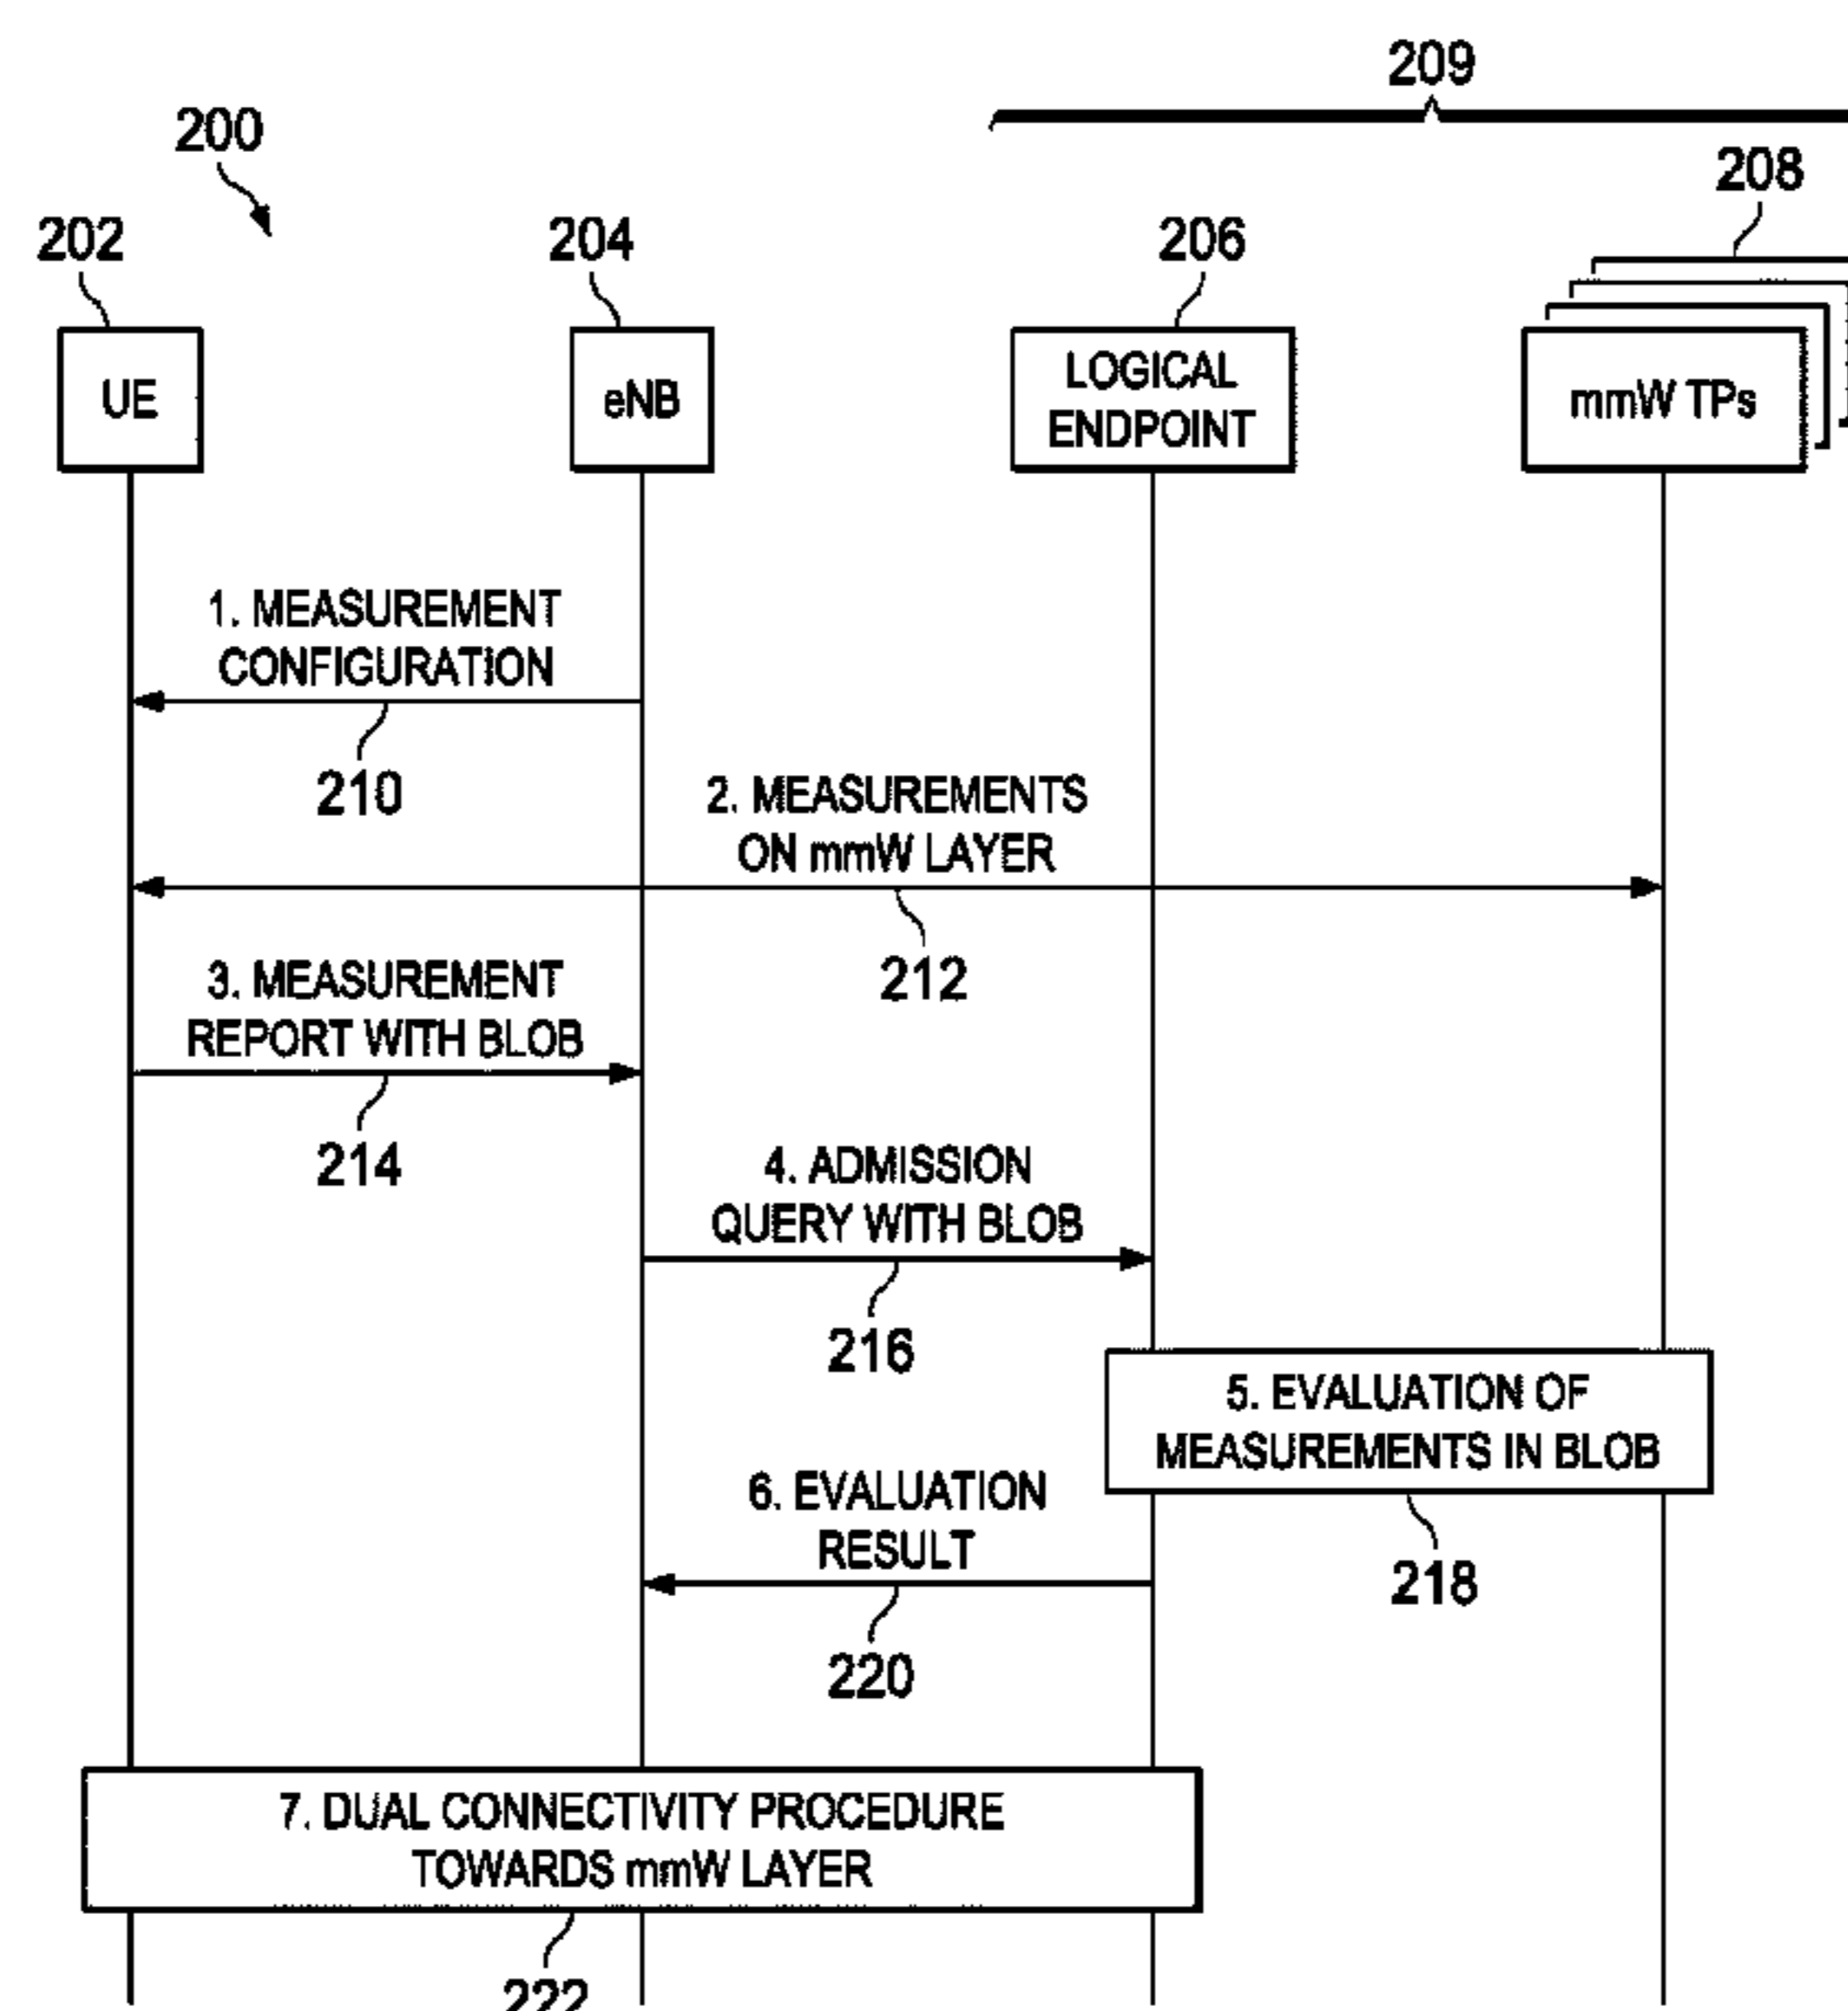 209
200
208
202
204
206
UE
eNB
LOGICAL
ENDPOINT
mmW TPs
1. MEASUREMENT
CONFIGURATION
210
2. MEASUREMENTS
ON mmW LAYER
212
3. MEASUREMENT
REPORT WITH BLOB
214
4. ADMISSION
QUERY WITH BLOB
216
5. EVALUATION OF
MEASUREMENTS IN BLOB
218
6. EVALUATION
RESULT
220
7. DUAL CONNECTIVITY PROCEDURE
TOWARDS mmW LAYER
222